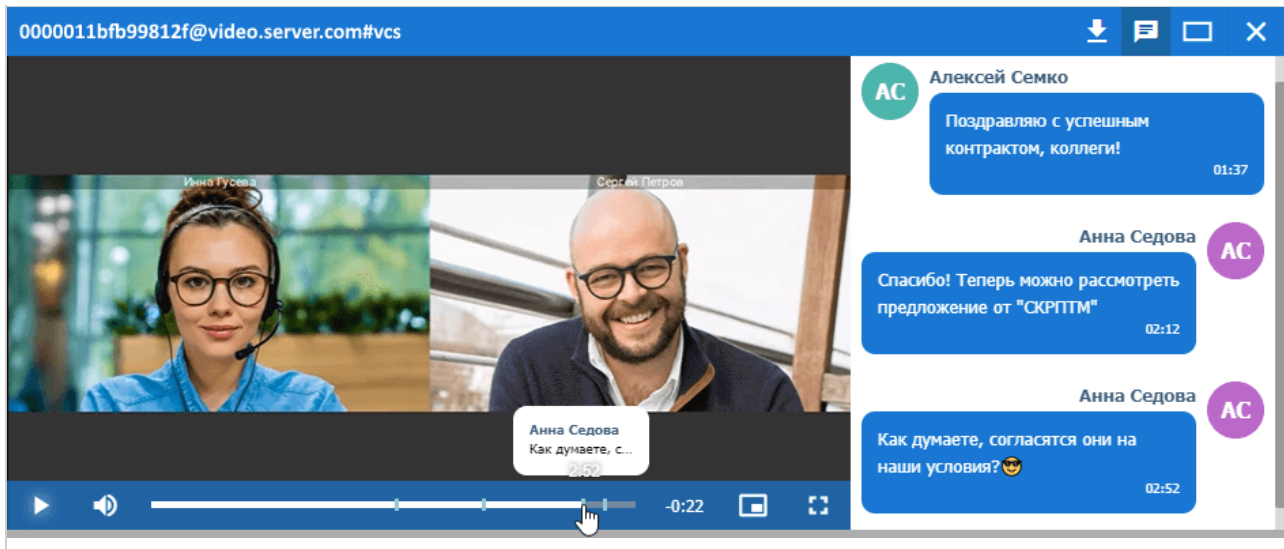 0000011bfb99812f@video.server.com#vcs
Инна Гусева
Сергей Петров
Анна Седова
Как думаете, с...
2:52
-0:22
АС
Алексей Семко
Поздравляю с успешным
контрактом, коллеги!
01:37
Анна Седова
АС
Спасибо! Теперь можно рассмотреть
предложение от "СКРПТМ"
02:12
Анна Седова
АС
Как думаете, согласятся они на
наши условия?😎
02:52